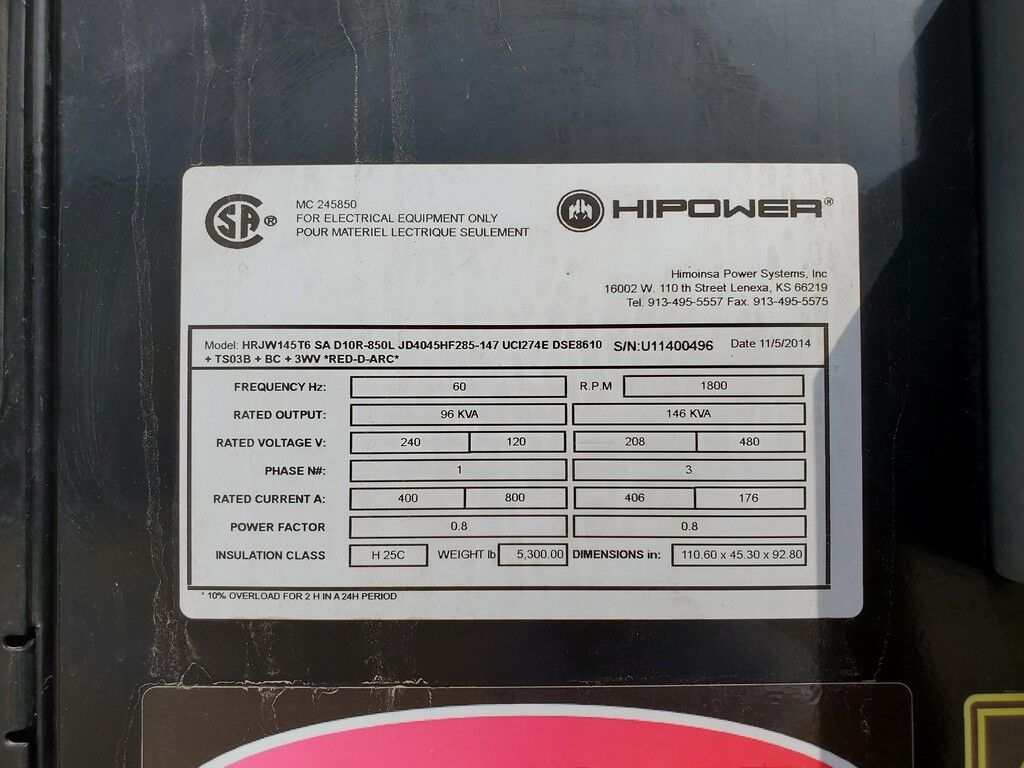 CSA®
MC 245850
FOR ELECTRICAL EQUIPMENT ONLY
POUR MATERIEL LECTRIQUE SEULEMENT
HIPOWER®
Himoinsa Power Systems, Inc
16002 W. 110 th Street Lenexa, KS 66219
Tel. 913-495-5557 Fax. 913-495-5575
Model: HRJW145T6 SA D10R-850L JD4045HF285-147 UCI274E DSE8610 S/N:U11400496 Date 11/5/2014
+ TS03B + BC + 3WV *RED-D-ARC*
FREQUENCY Hz: 60 R.P.M 1800
RATED OUTPUT: 96 KVA 146 KVA
RATED VOLTAGE V: 240 120 208 480
PHASE N#: 1 3
RATED CURRENT A: 400 800 406 176
POWER FACTOR 0.8 0.8
INSULATION CLASS H 25C WEIGHT lb 5,300.00 DIMENSIONS in: 110.60 x 45.30 x 92.80
* 10% OVERLOAD FOR 2 H IN A 24H PERIOD